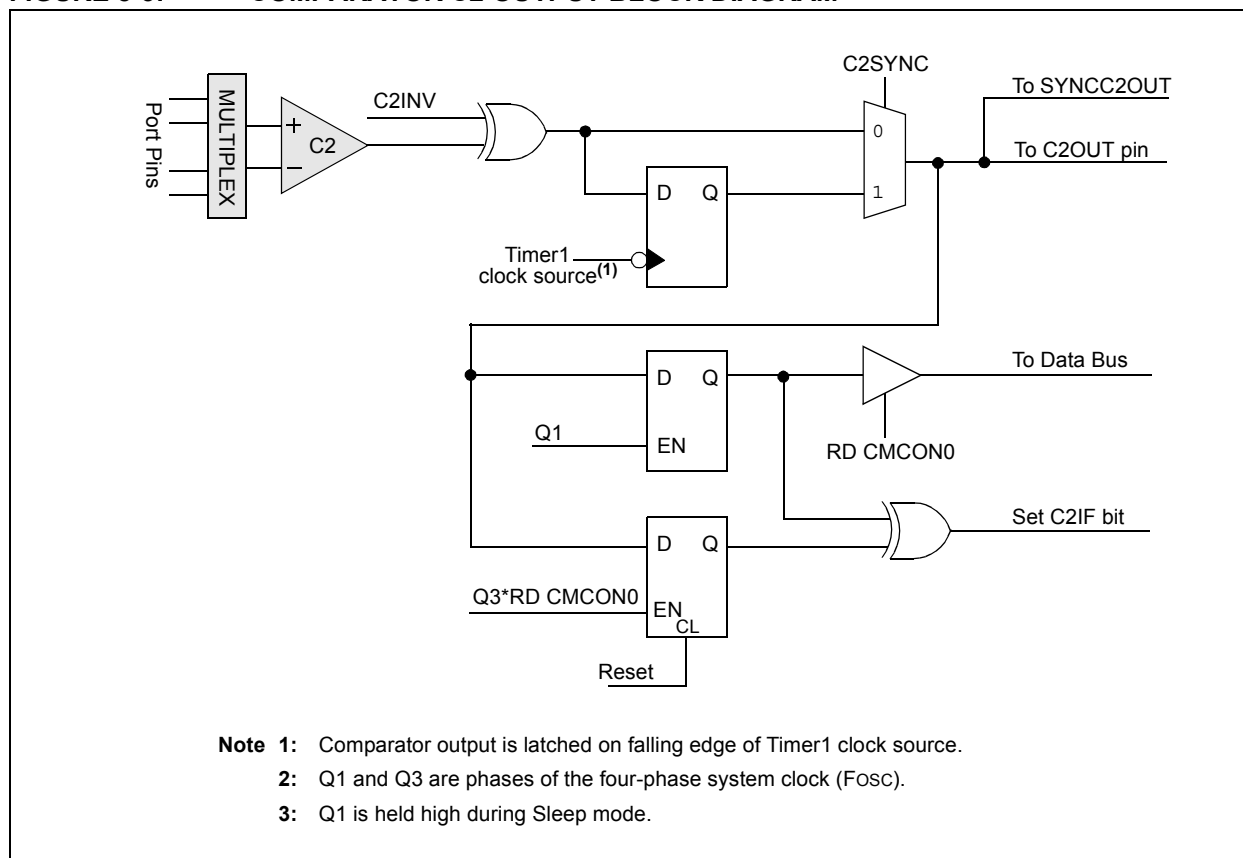 C2SYNC
To SYNCC2OUT
C2INV
MULTIPLEX
Port Pins
+
C2
−
0
To C2OUT pin
1
D Q
Timer1
clock source(1)
D Q
To Data Bus
Q1
EN
RD CMCON0
Set C2IF bit
D Q
Q3*RD CMCON0
EN
CL
Reset
Note 1: Comparator output is latched on falling edge of Timer1 clock source.
2: Q1 and Q3 are phases of the four-phase system clock (FOSC).
3: Q1 is held high during Sleep mode.